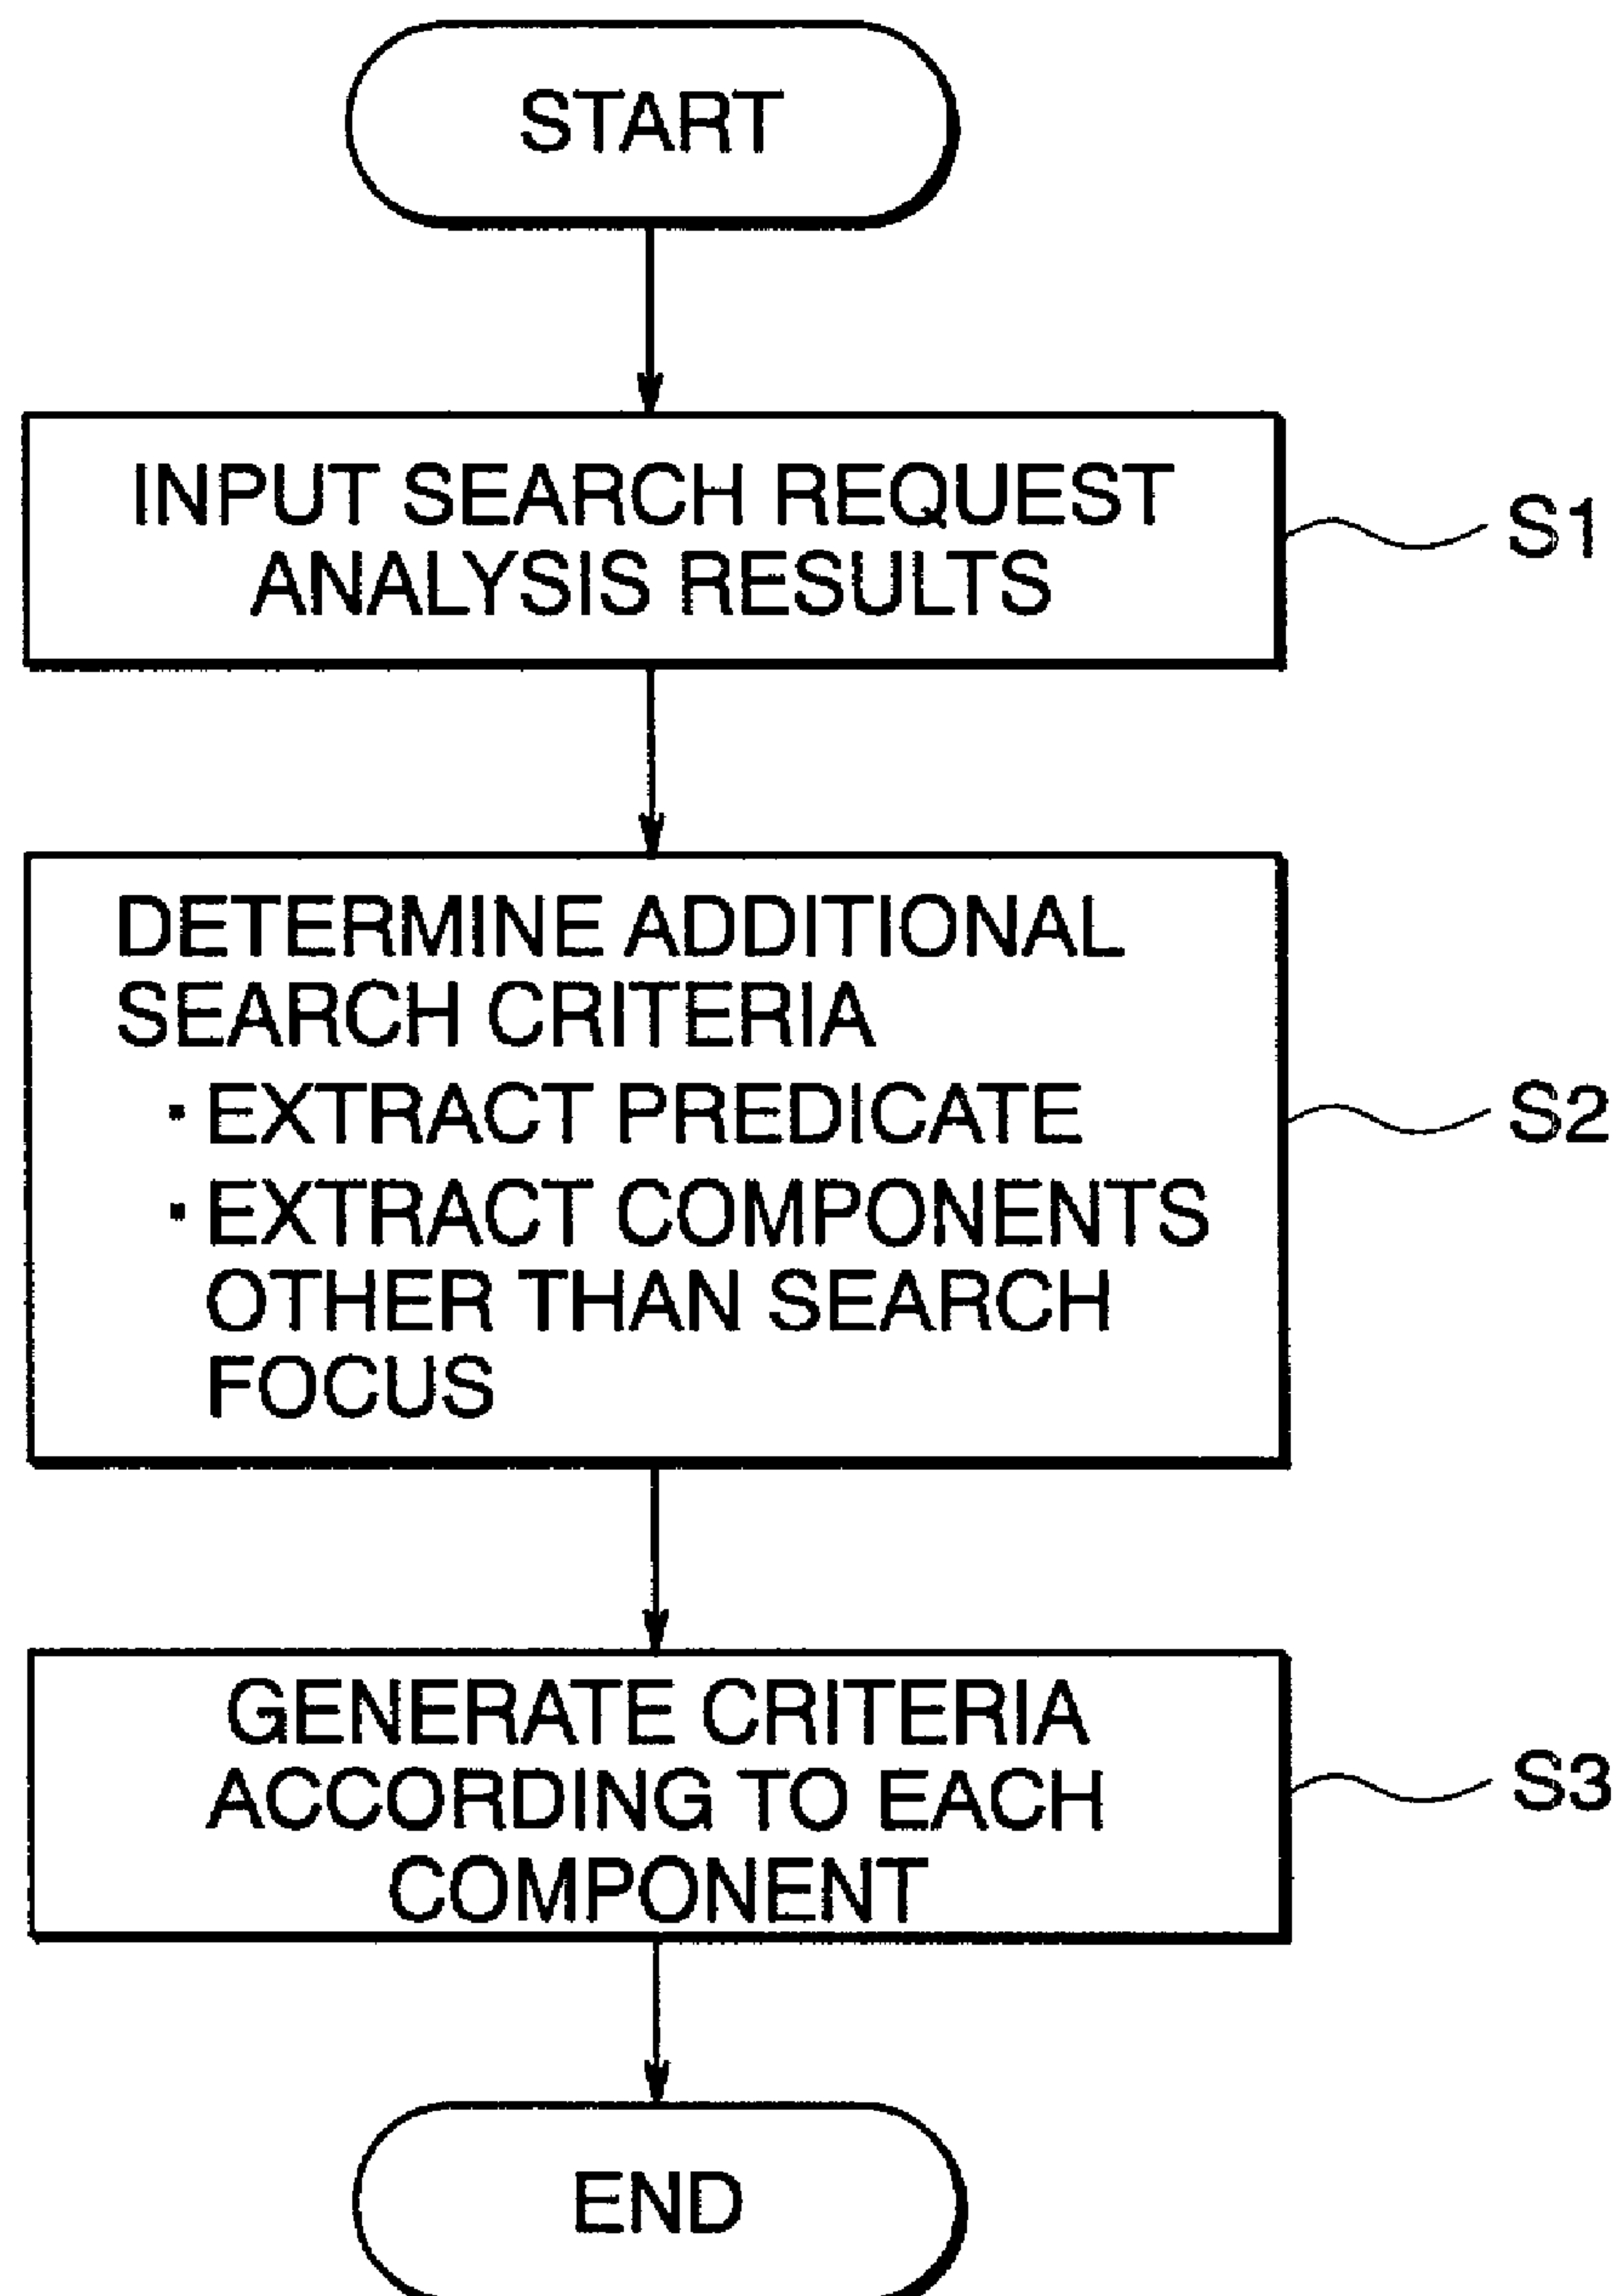 START
INPUT SEARCH REQUEST
ANALYSIS RESULTS
S1
DETERMINE ADDITIONAL
SEARCH CRITERIA
· EXTRACT PREDICATE
· EXTRACT COMPONENTS
OTHER THAN SEARCH
FOCUS
S2
GENERATE CRITERIA
ACCORDING TO EACH
COMPONENT
S3
END